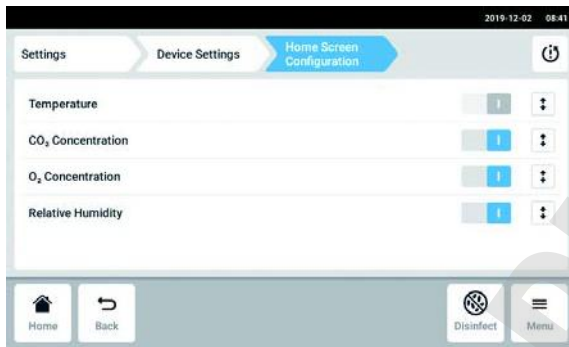 2019-12-02 08:41
Settings Device Settings Home Screen
Configuration
Temperature
CO₂ Concentration
O₂ Concentration
Relative Humidity
Home Back Disinfect Menu